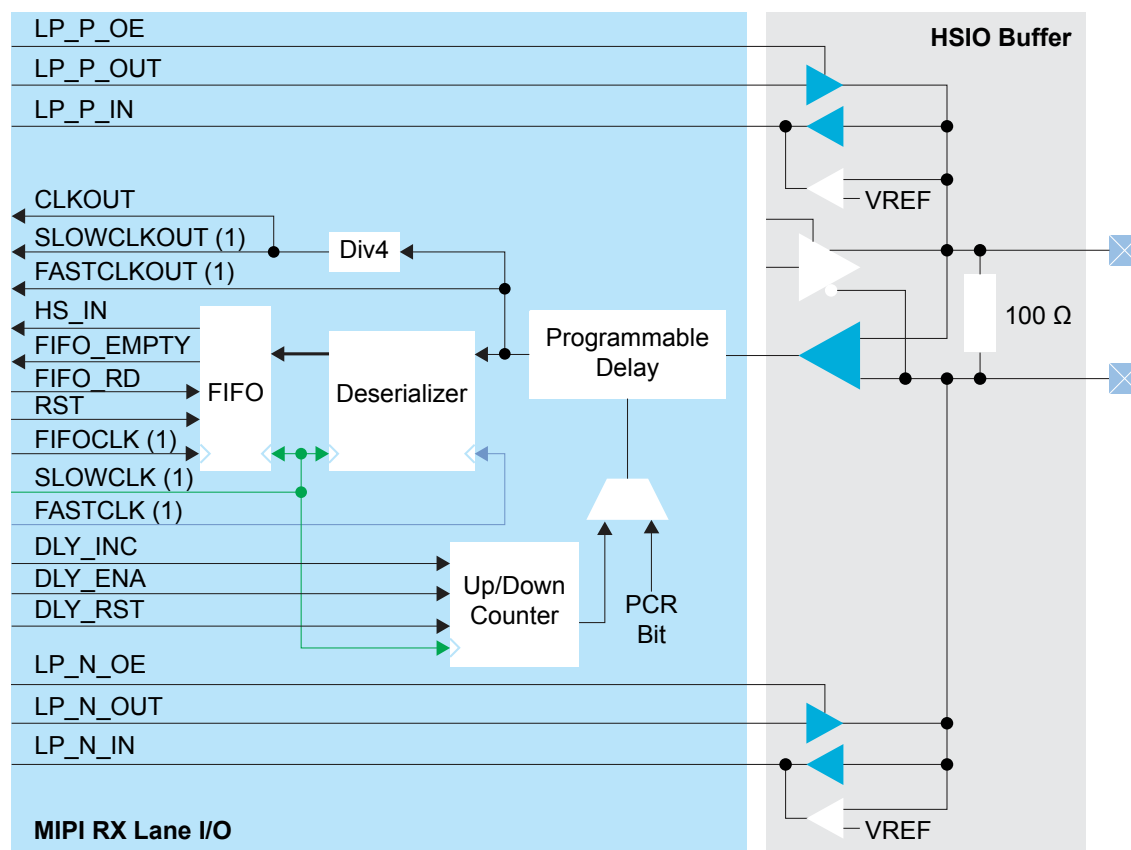 LP_P_OE
HSIO Buffer
LP_P_OUT
LP_P_IN
CLKOUT
VREF
SLOWCLKOUT (1)
Div4
FASTCLKOUT (1)
HS_IN
100 Ω
FIFO_EMPTY
Programmable
Delay
FIFO_RD
FIFO
Deserializer
RST
FIFOCLK (1)
SLOWCLK (1)
FASTCLK (1)
DLY_INC
DLY_ENA
Up/Down
Counter
DLY_RST
PCR
Bit
LP_N_OE
LP_N_OUT
LP_N_IN
MIPI RX Lane I/O
VREF